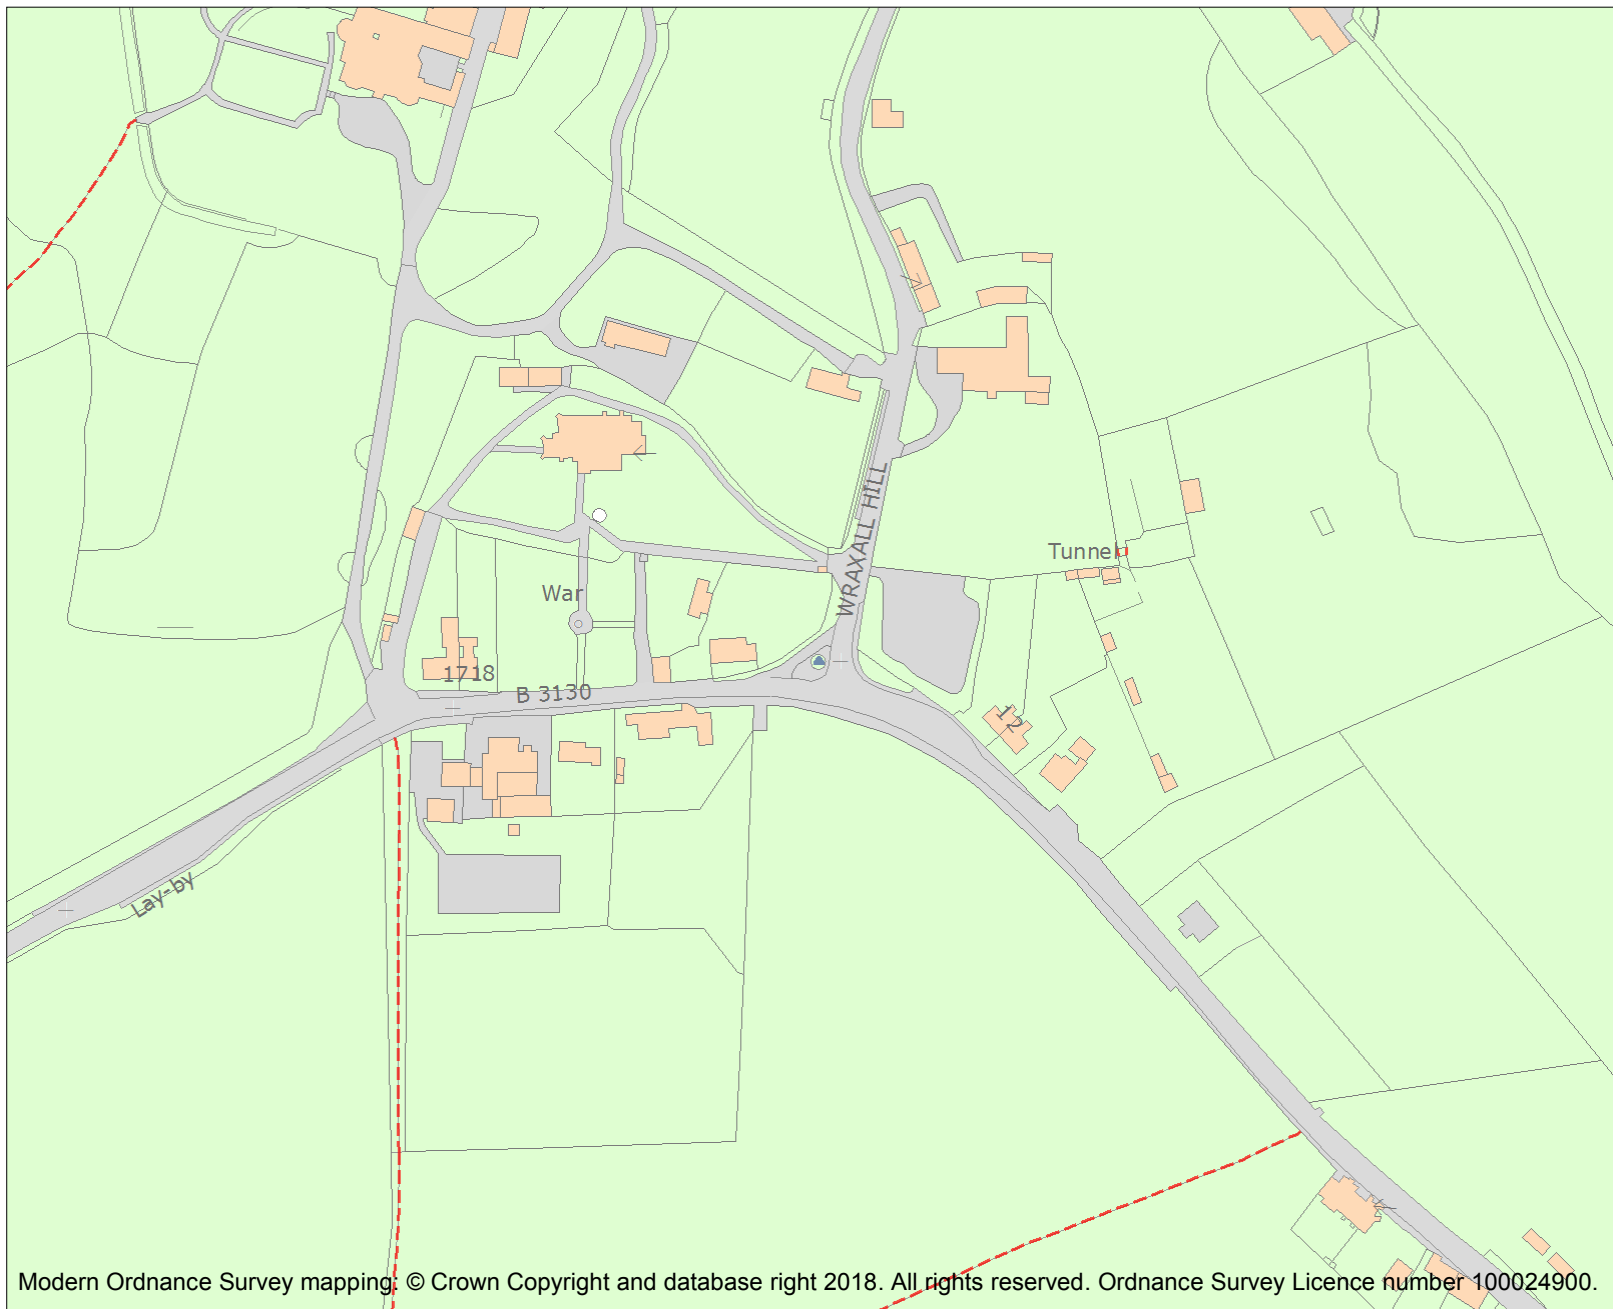 WRAXALL HILL
Tunnel
War
1718
B 3130
12
Lay-by
Modern Ordnance Survey mapping: © Crown Copyright and database right 2018. All rights reserved. Ordnance Survey Licence number 100024900.